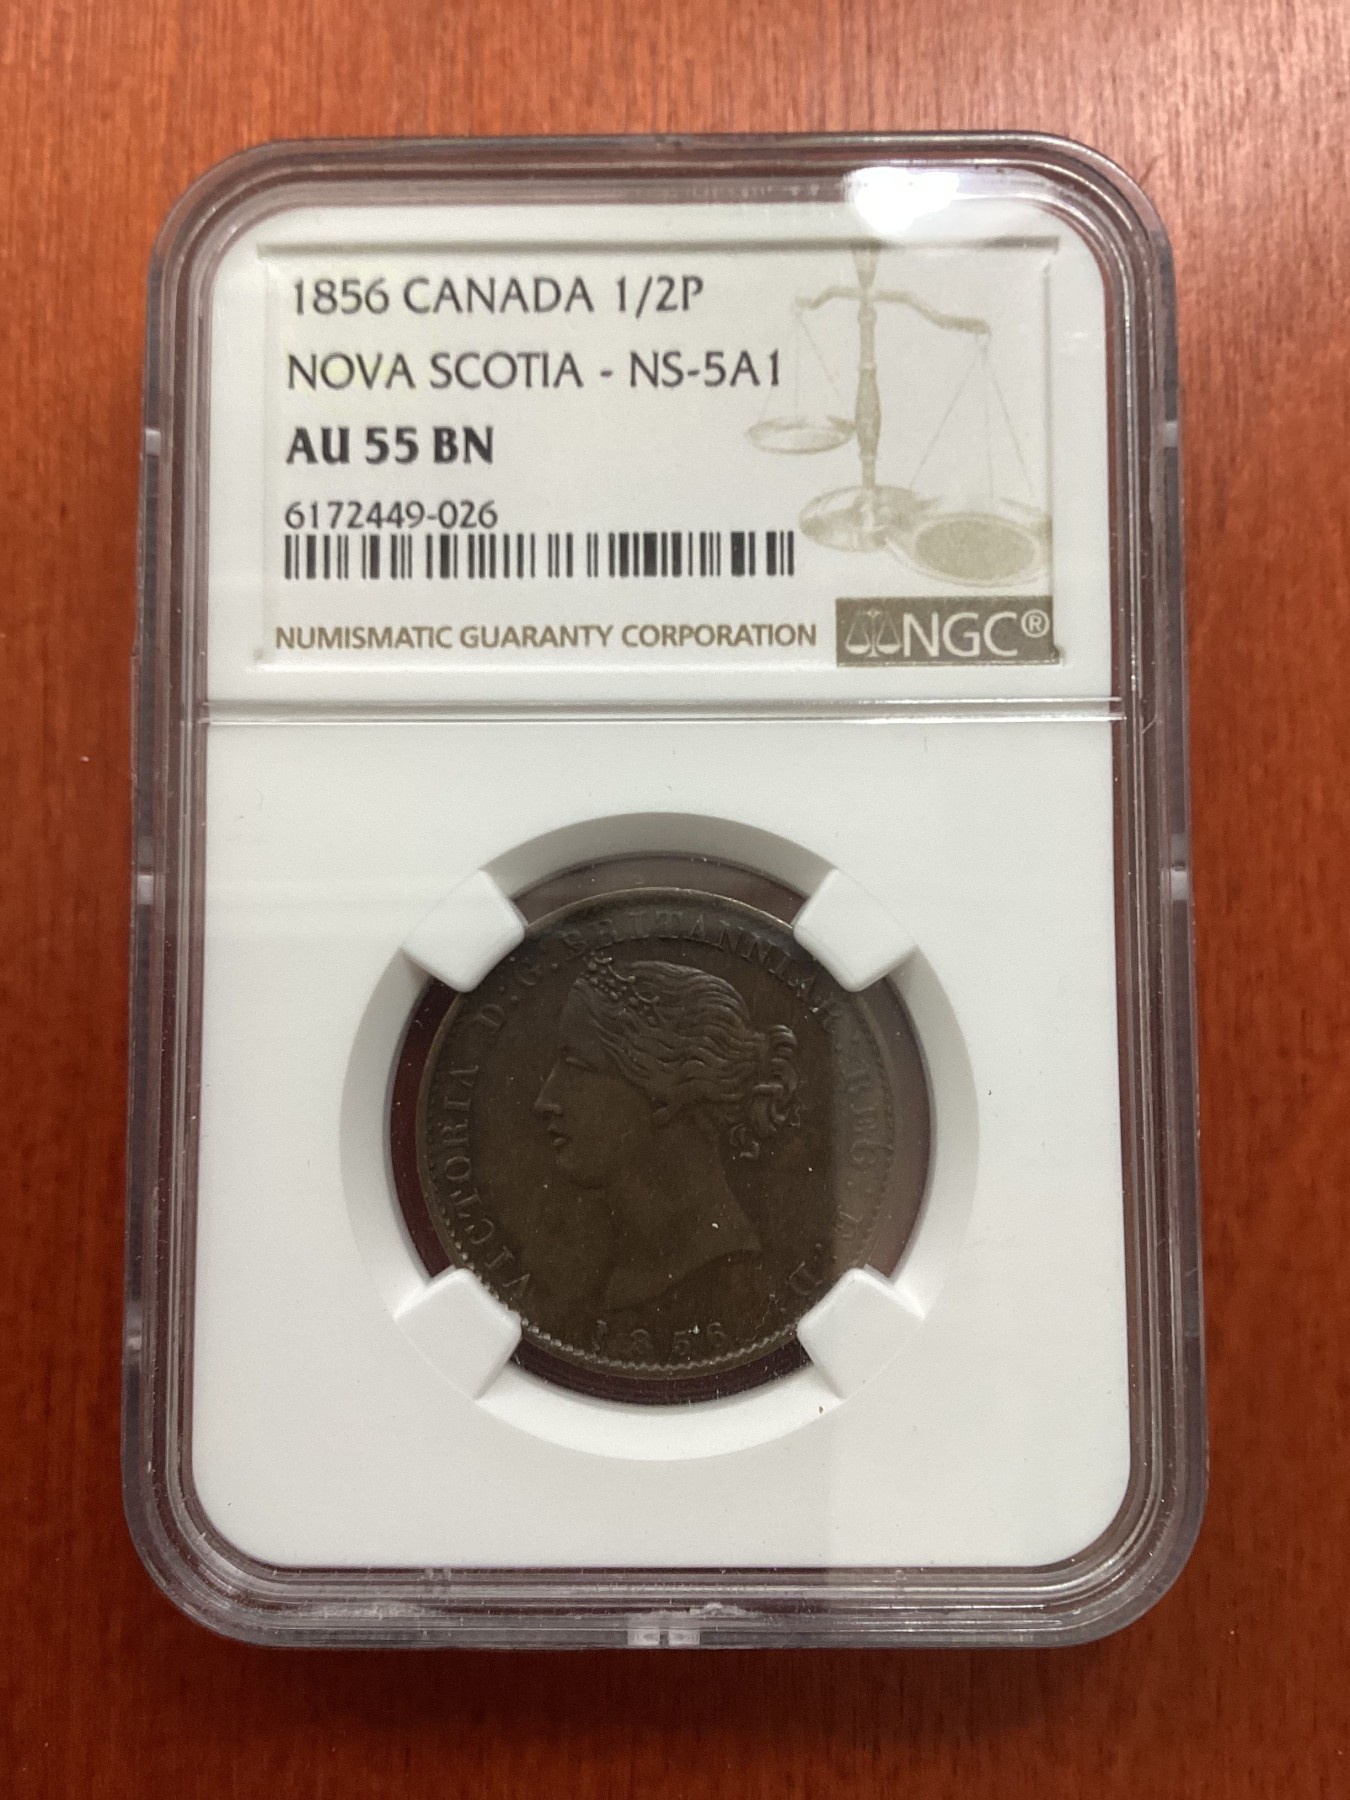 1856 CANADA 1/2P
NOVA SCOTIA - NS-5A1
AU 55 BN
6172449-026
NUMISMATIC GUARANTY CORPORATION
NGC®
VICTORIA D:G:BRITANNIAR:REG:F:D:
1856